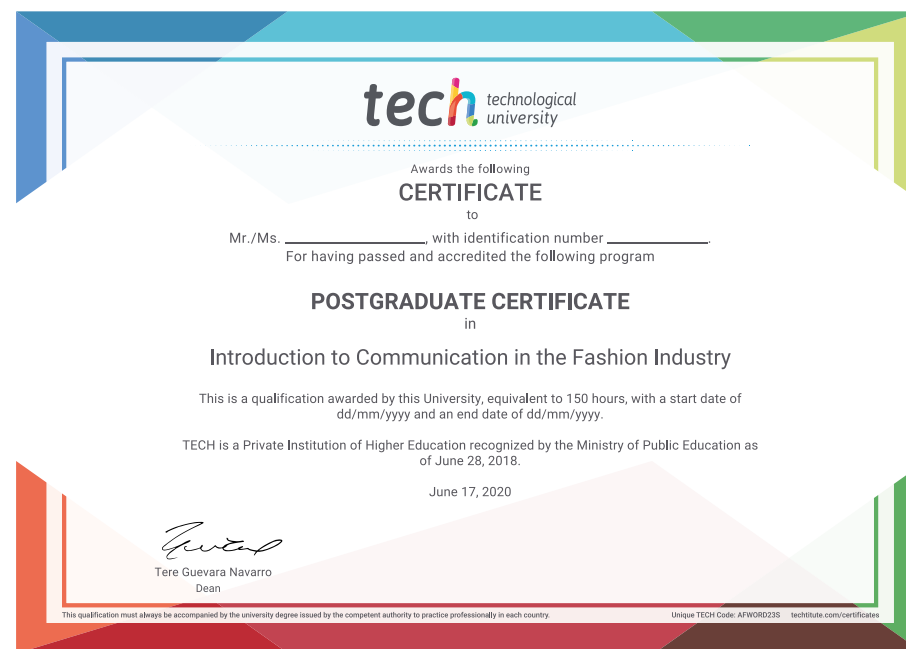 tech technological
university
Awards the following
CERTIFICATE
to
Mr./Ms. ____________________, with identification number ______________.
For having passed and accredited the following program
POSTGRADUATE CERTIFICATE
in
Introduction to Communication in the Fashion Industry
This is a qualification awarded by this University, equivalent to 150 hours, with a start date of
dd/mm/yyyy and an end date of dd/mm/yyyy.
TECH is a Private Institution of Higher Education recognized by the Ministry of Public Education as
of June 28, 2018.
June 17, 2020
Tere Guevara Navarro
Dean
This qualification must always be accompanied by the university degree issued by the competent authority to practice professionally in each country. Unique TECH Code: AFWORD23S techtitute.com/certificates